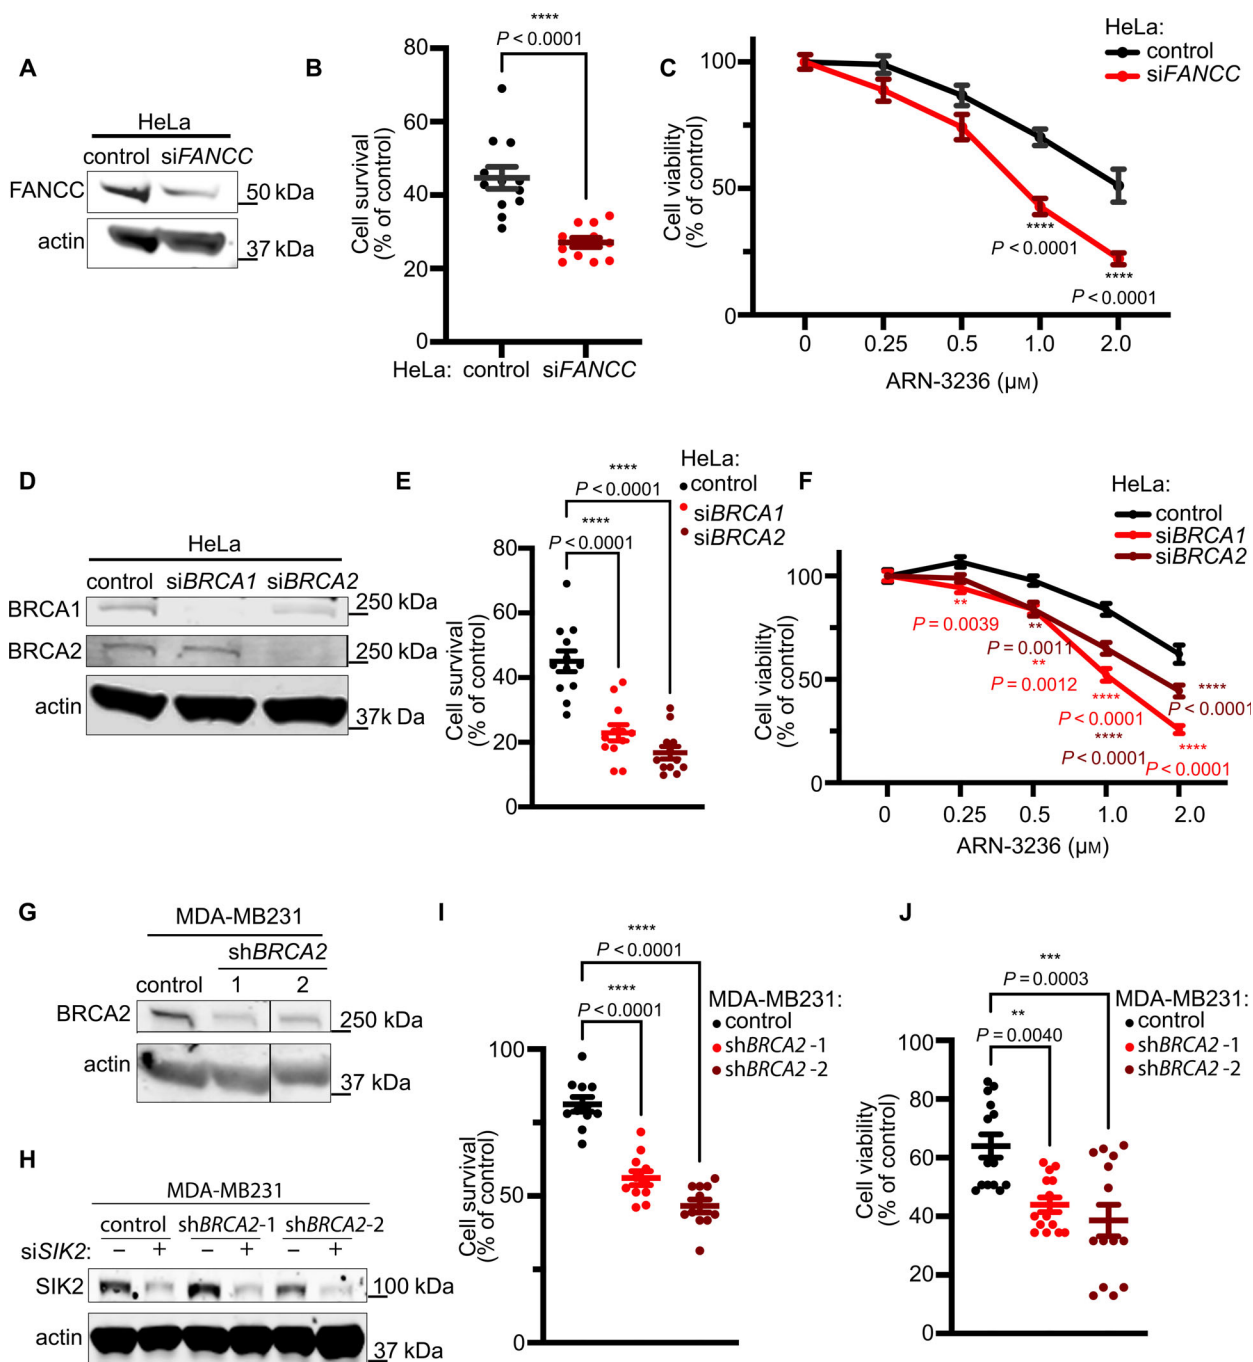 A
HeLa
control siFANCC
FANCC
50 kDa
actin
37 kDa
B
****
P < 0.0001
Cell survival
(% of control)
80
60
40
20
0
HeLa: control siFANCC
C
HeLa:
control
siFANCC
Cell viability
(% of control)
100
50
0
****
P < 0.0001
****
P < 0.0001
0 0.25 0.5 1.0 2.0
ARN-3236 (μM)
D
HeLa
control siBRCA1 siBRCA2
BRCA1
250 kDa
BRCA2
250 kDa
actin
37k Da
E
HeLa:
control
siBRCA1
siBRCA2
****
P < 0.0001
****
P < 0.0001
Cell survival
(% of control)
80
60
40
20
0
F
HeLa:
control
siBRCA1
siBRCA2
Cell viability
(% of control)
100
50
0
**
P = 0.0039
**
P = 0.0011
**
P = 0.0012
****
P < 0.0001
****
P < 0.0001
****
P < 0.0001
****
P < 0.0001
0 0.25 0.5 1.0 2.0
ARN-3236 (μM)
G
MDA-MB231
shBRCA2
control 1 2
BRCA2
250 kDa
actin
37 kDa
H
MDA-MB231
control shBRCA2-1 shBRCA2-2
siSIK2: – + – + – +
SIK2
100 kDa
actin
37 kDa
I
****
P < 0.0001
****
P < 0.0001
MDA-MB231:
control
shBRCA2-1
shBRCA2-2
Cell survival
(% of control)
100
50
0
J
***
P = 0.0003
**
P = 0.0040
MDA-MB231:
control
shBRCA2-1
shBRCA2-2
Cell viability
(% of control)
100
80
60
40
20
0